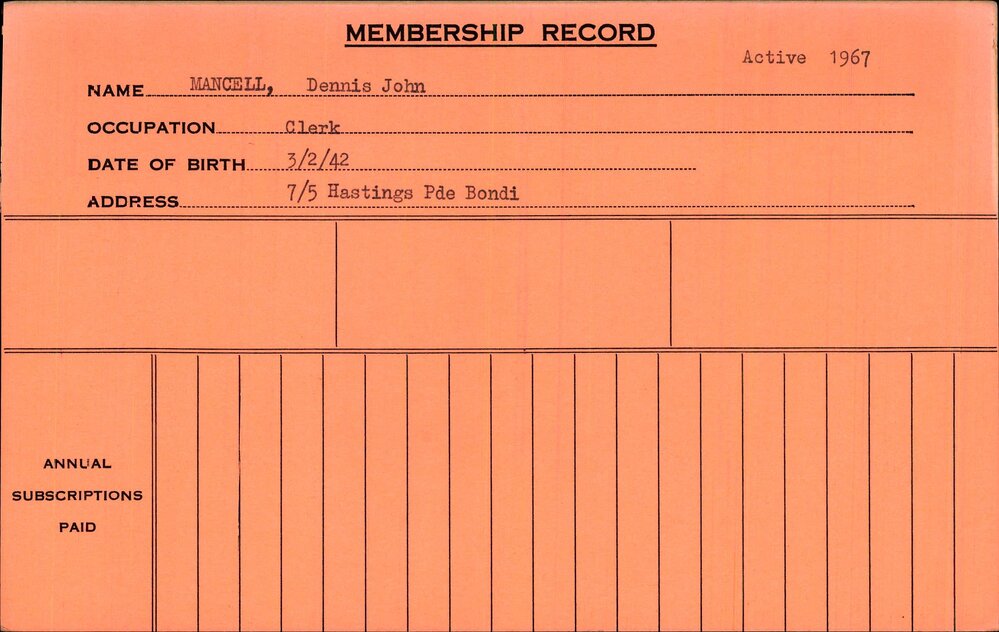 MEMBERSHIP RECORD
Active 1967
NAME MANCELL, Dennis John
OCCUPATION Clerk
DATE OF BIRTH 3/2/42
ADDRESS 7/5 Hastings Pde Bondi
ANNUAL
SUBSCRIPTIONS
PAID